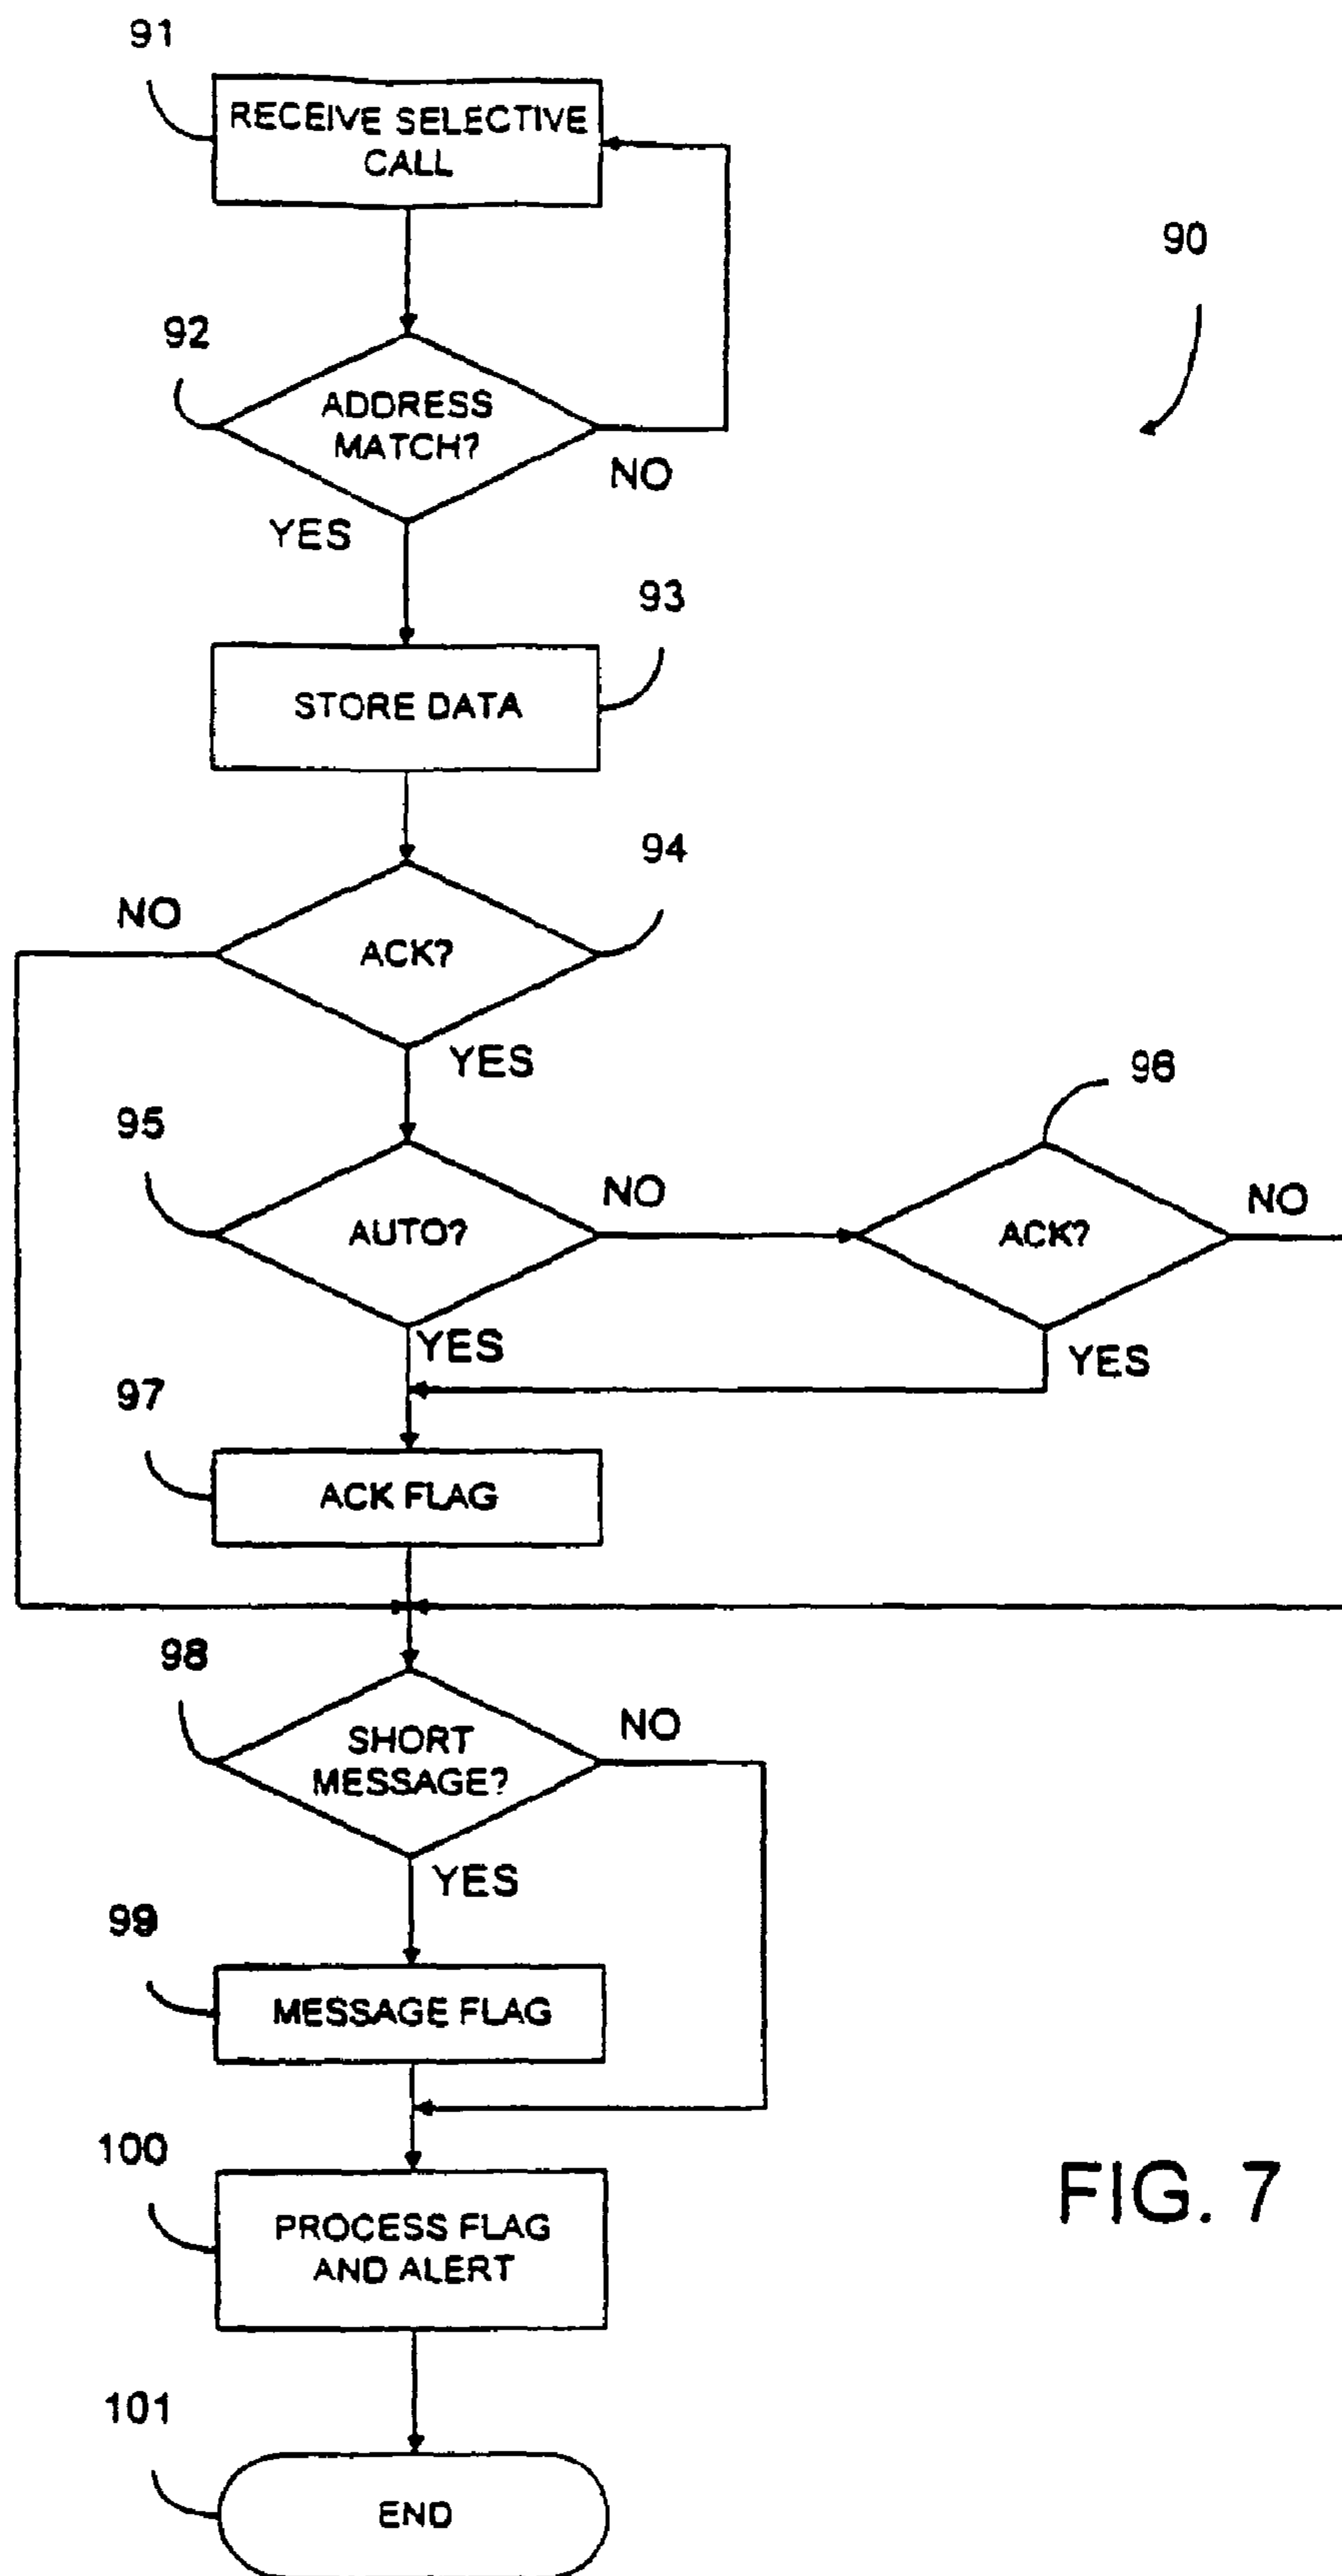 91
RECEIVE SELECTIVE
CALL
90
92
ADDRESS
MATCH?
NO
YES
93
STORE DATA
94
NO
ACK?
YES
96
95
NO
NO
AUTO?
ACK?
YES
YES
97
ACK FLAG
98
NO
SHORT
MESSAGE?
YES
99
MESSAGE FLAG
100
PROCESS FLAG
AND ALERT
FIG. 7
101
END